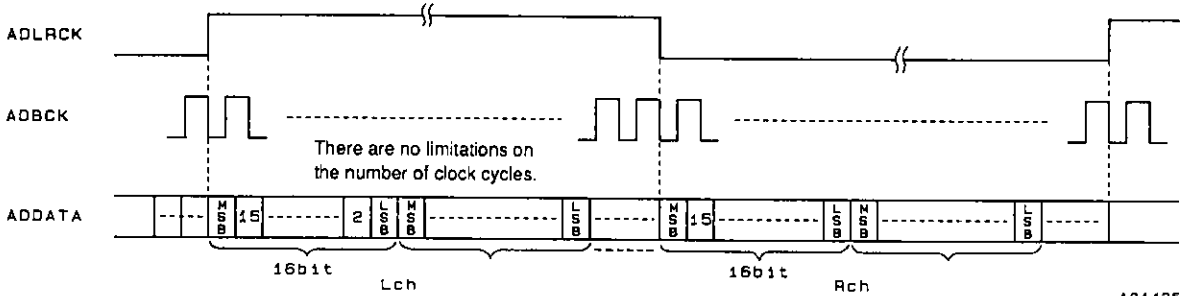 ADLRCK
ADBCK
There are no limitations on
the number of clock cycles.
ADDATA
MSB 15 2 LSB MSB LSB MSB 15 LSB MSB LSB
16bit 16bit
Lch Rch